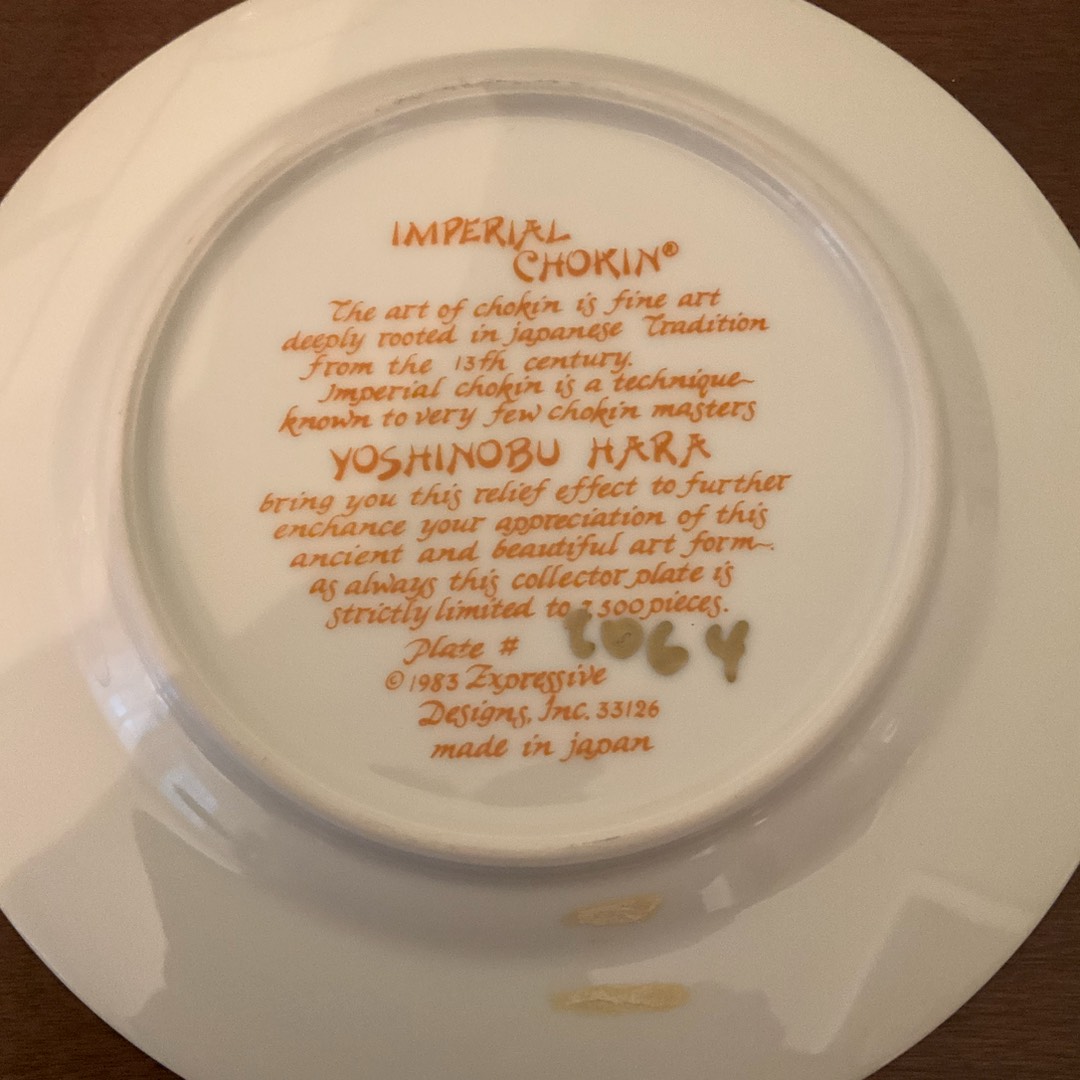 IMPERIAL
CHOKIN®
The art of chokin is fine art
deeply rooted in japanese Tradition
from the 13th century.
Imperial chokin is a technique
known to very few chokin masters
YOSHINOBU HARA
bring you this relief effect to further
enchance your appreciation of this
ancient and beautiful art form.
as always this collector plate is
strictly limited to 7500 pieces.
Plate #
© 1983 Expressive
Designs, Inc. 33126
made in japan